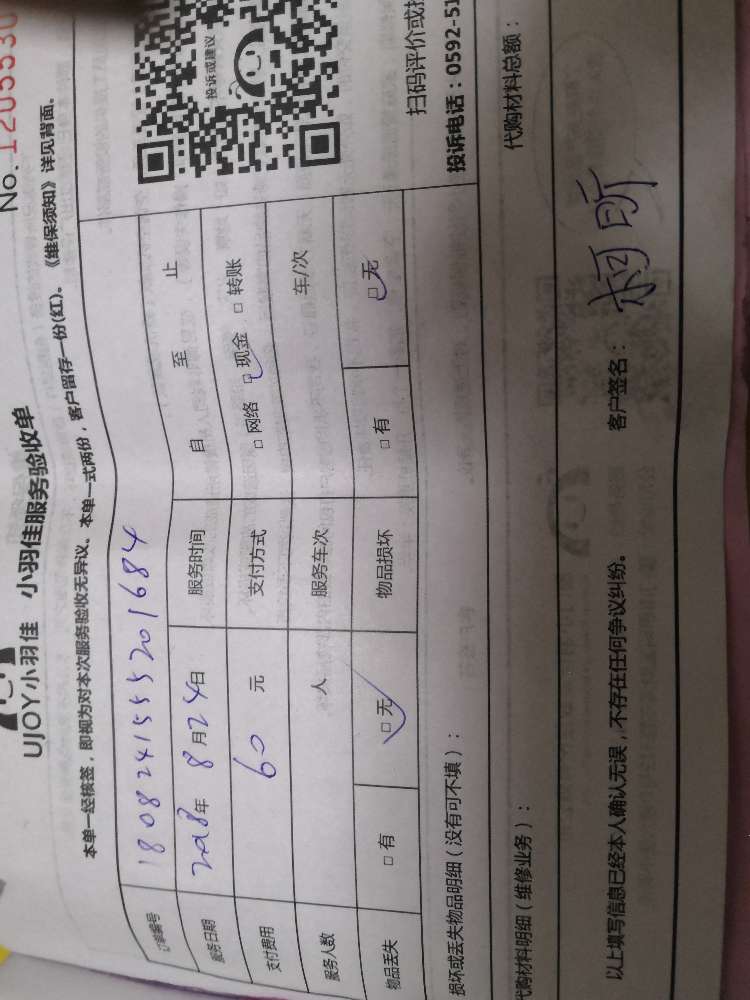 No.1205530
UJOY小羽佳 小羽佳服务验收单
本单一经核签，即视为对本次服务验收无异议。本单一式两份，客户留存一份(红)。《维保须知》详见背面。
订单编号 180824155520 1684
服务日期 2018年 8月24日 服务时间 自 至 止
支付费用 60 元 支付方式 □网络 □现金 □转账
服务人数 人 服务车次 车/次
物品丢失 □有 □无 物品损坏 □有 □无
损坏或丢失物品明细（没有可不填）：
投诉或建议
扫码评价或
投诉电话：0592-51
代购材料明细（维修业务）： 代购材料总额：
以上填写信息已经本人确认无误，不存在任何争议纠纷。 客户签名：